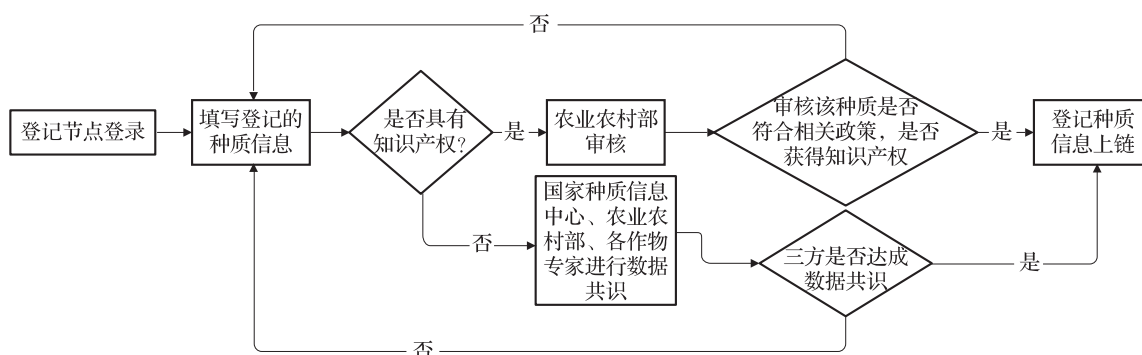 否
登记节点登录
填写登记的
种质信息
是否具有
知识产权?
是
农业农村部
审核
审核该种质是否
符合相关政策，是否
获得知识产权
是
登记种质
信息上链
否
国家种质信息
中心、农业农
村部、各作物
专家进行数据
共识
三方是否达成
数据共识
是
否